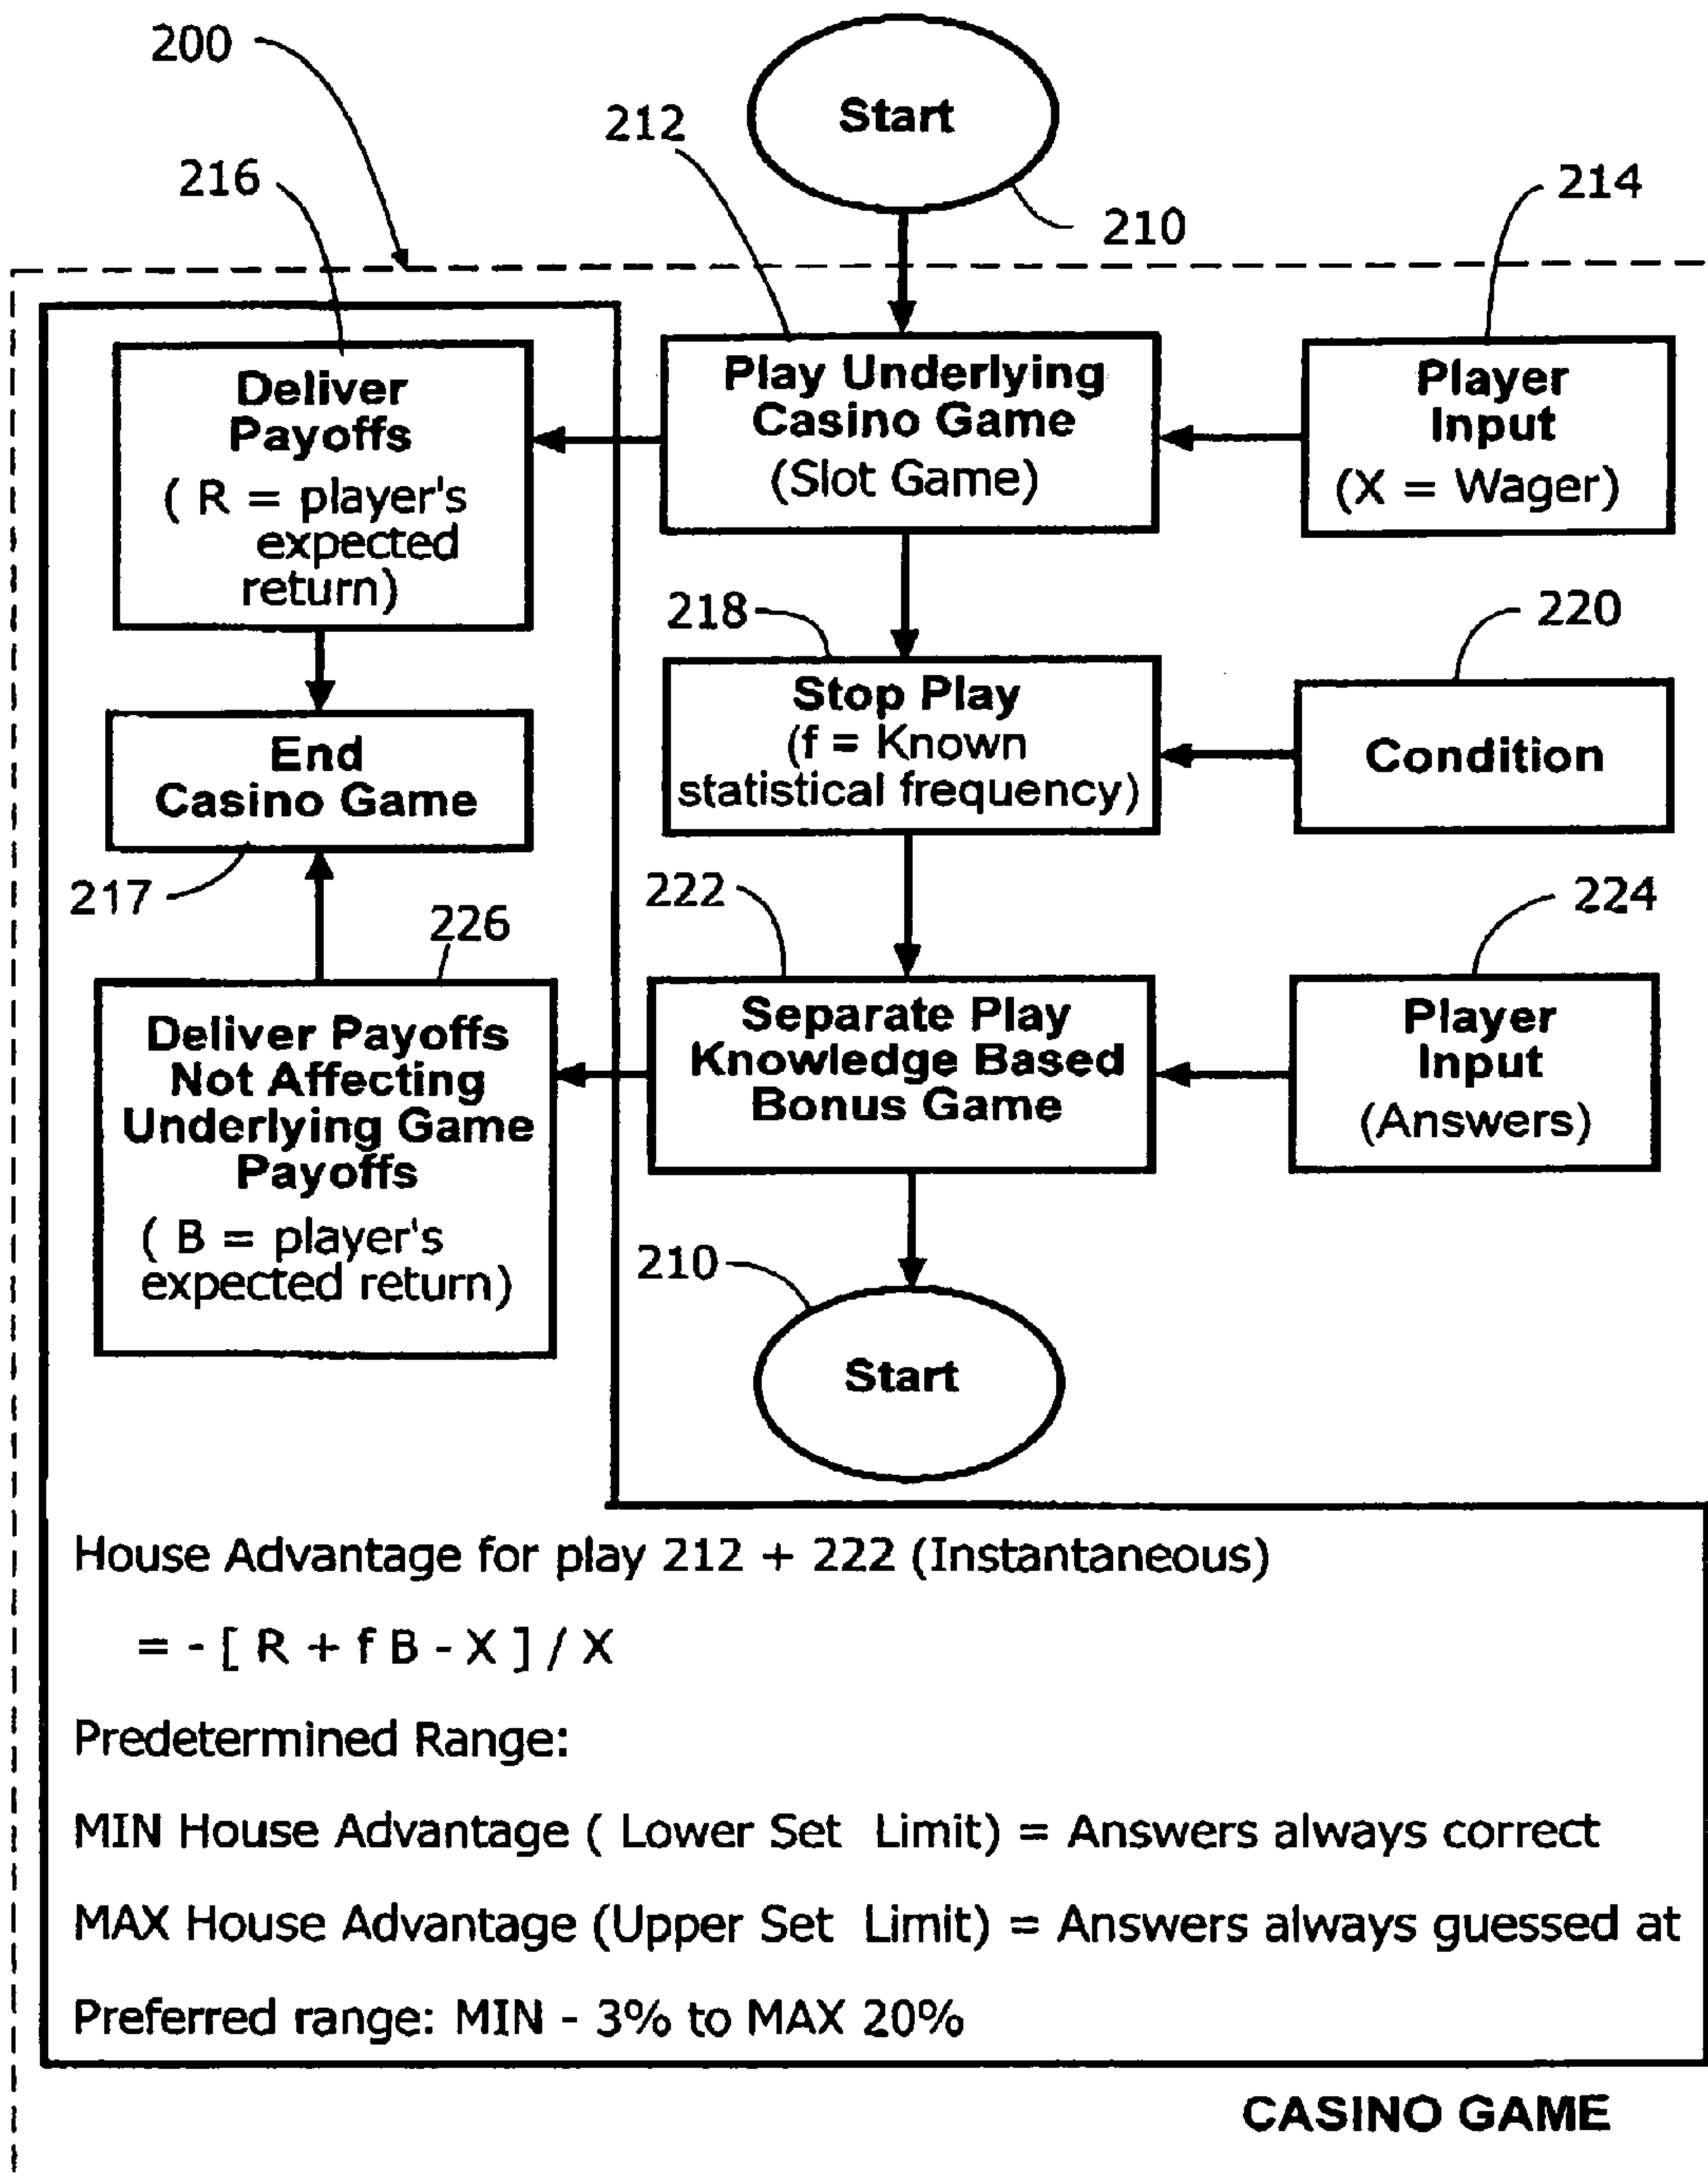 200
Start
212
216
214
210
Deliver
Payoffs
( R = player's
expected
return)
Play Underlying
Casino Game
(Slot Game)
Player
Input
(X = Wager)
218
220
End
Casino Game
Stop Play
(f = Known
statistical frequency)
Condition
217
222
224
226
Deliver Payoffs
Not Affecting
Underlying Game
Payoffs
( B = player's
expected return)
Separate Play
Knowledge Based
Bonus Game
Player
Input
(Answers)
210
Start
House Advantage for play 212 + 222 (Instantaneous)
= - [ R + f B - X ] / X
Predetermined Range:
MIN House Advantage ( Lower Set Limit) = Answers always correct
MAX House Advantage (Upper Set Limit) = Answers always guessed at
Preferred range: MIN - 3% to MAX 20%
CASINO GAME